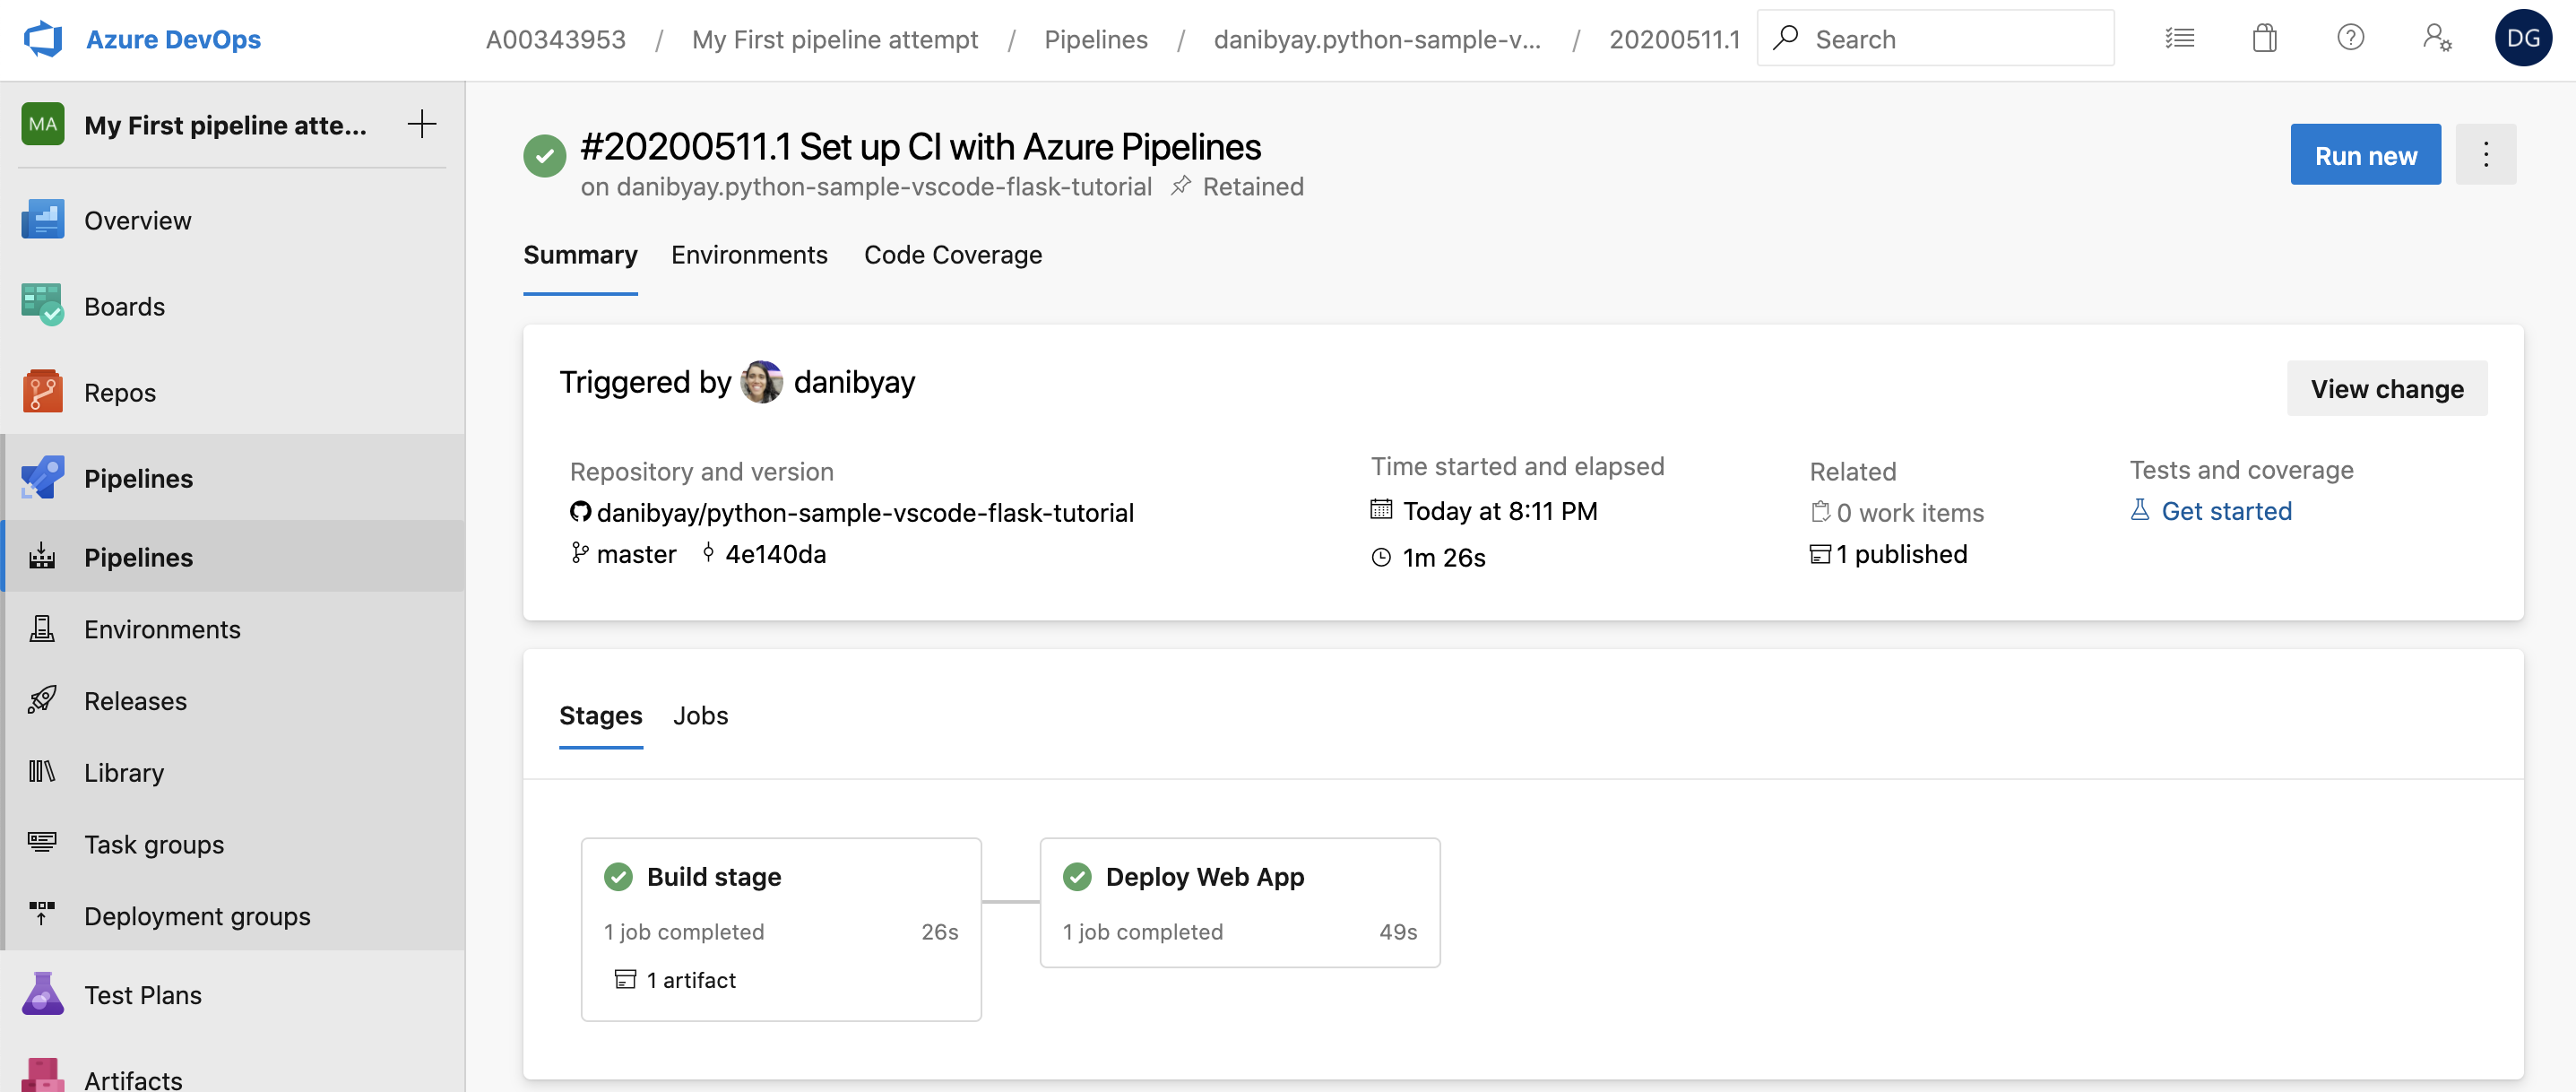 Azure DevOps
A00343953 / My First pipeline attempt / Pipelines / danibyay.python-sample-v... / 20200511.1
Search
DG
MA My First pipeline atte...
Overview
Boards
Repos
Pipelines
Pipelines
Environments
Releases
Library
Task groups
Deployment groups
Test Plans
Artifacts
#20200511.1 Set up CI with Azure Pipelines
on danibyay.python-sample-vscode-flask-tutorial Retained
Run new
Summary Environments Code Coverage
Triggered by danibyay
View change
Repository and version
danibyay/python-sample-vscode-flask-tutorial
master 4e140da
Time started and elapsed
Today at 8:11 PM
1m 26s
Related
0 work items
1 published
Tests and coverage
Get started
Stages Jobs
Build stage
1 job completed 26s
1 artifact
Deploy Web App
1 job completed 49s